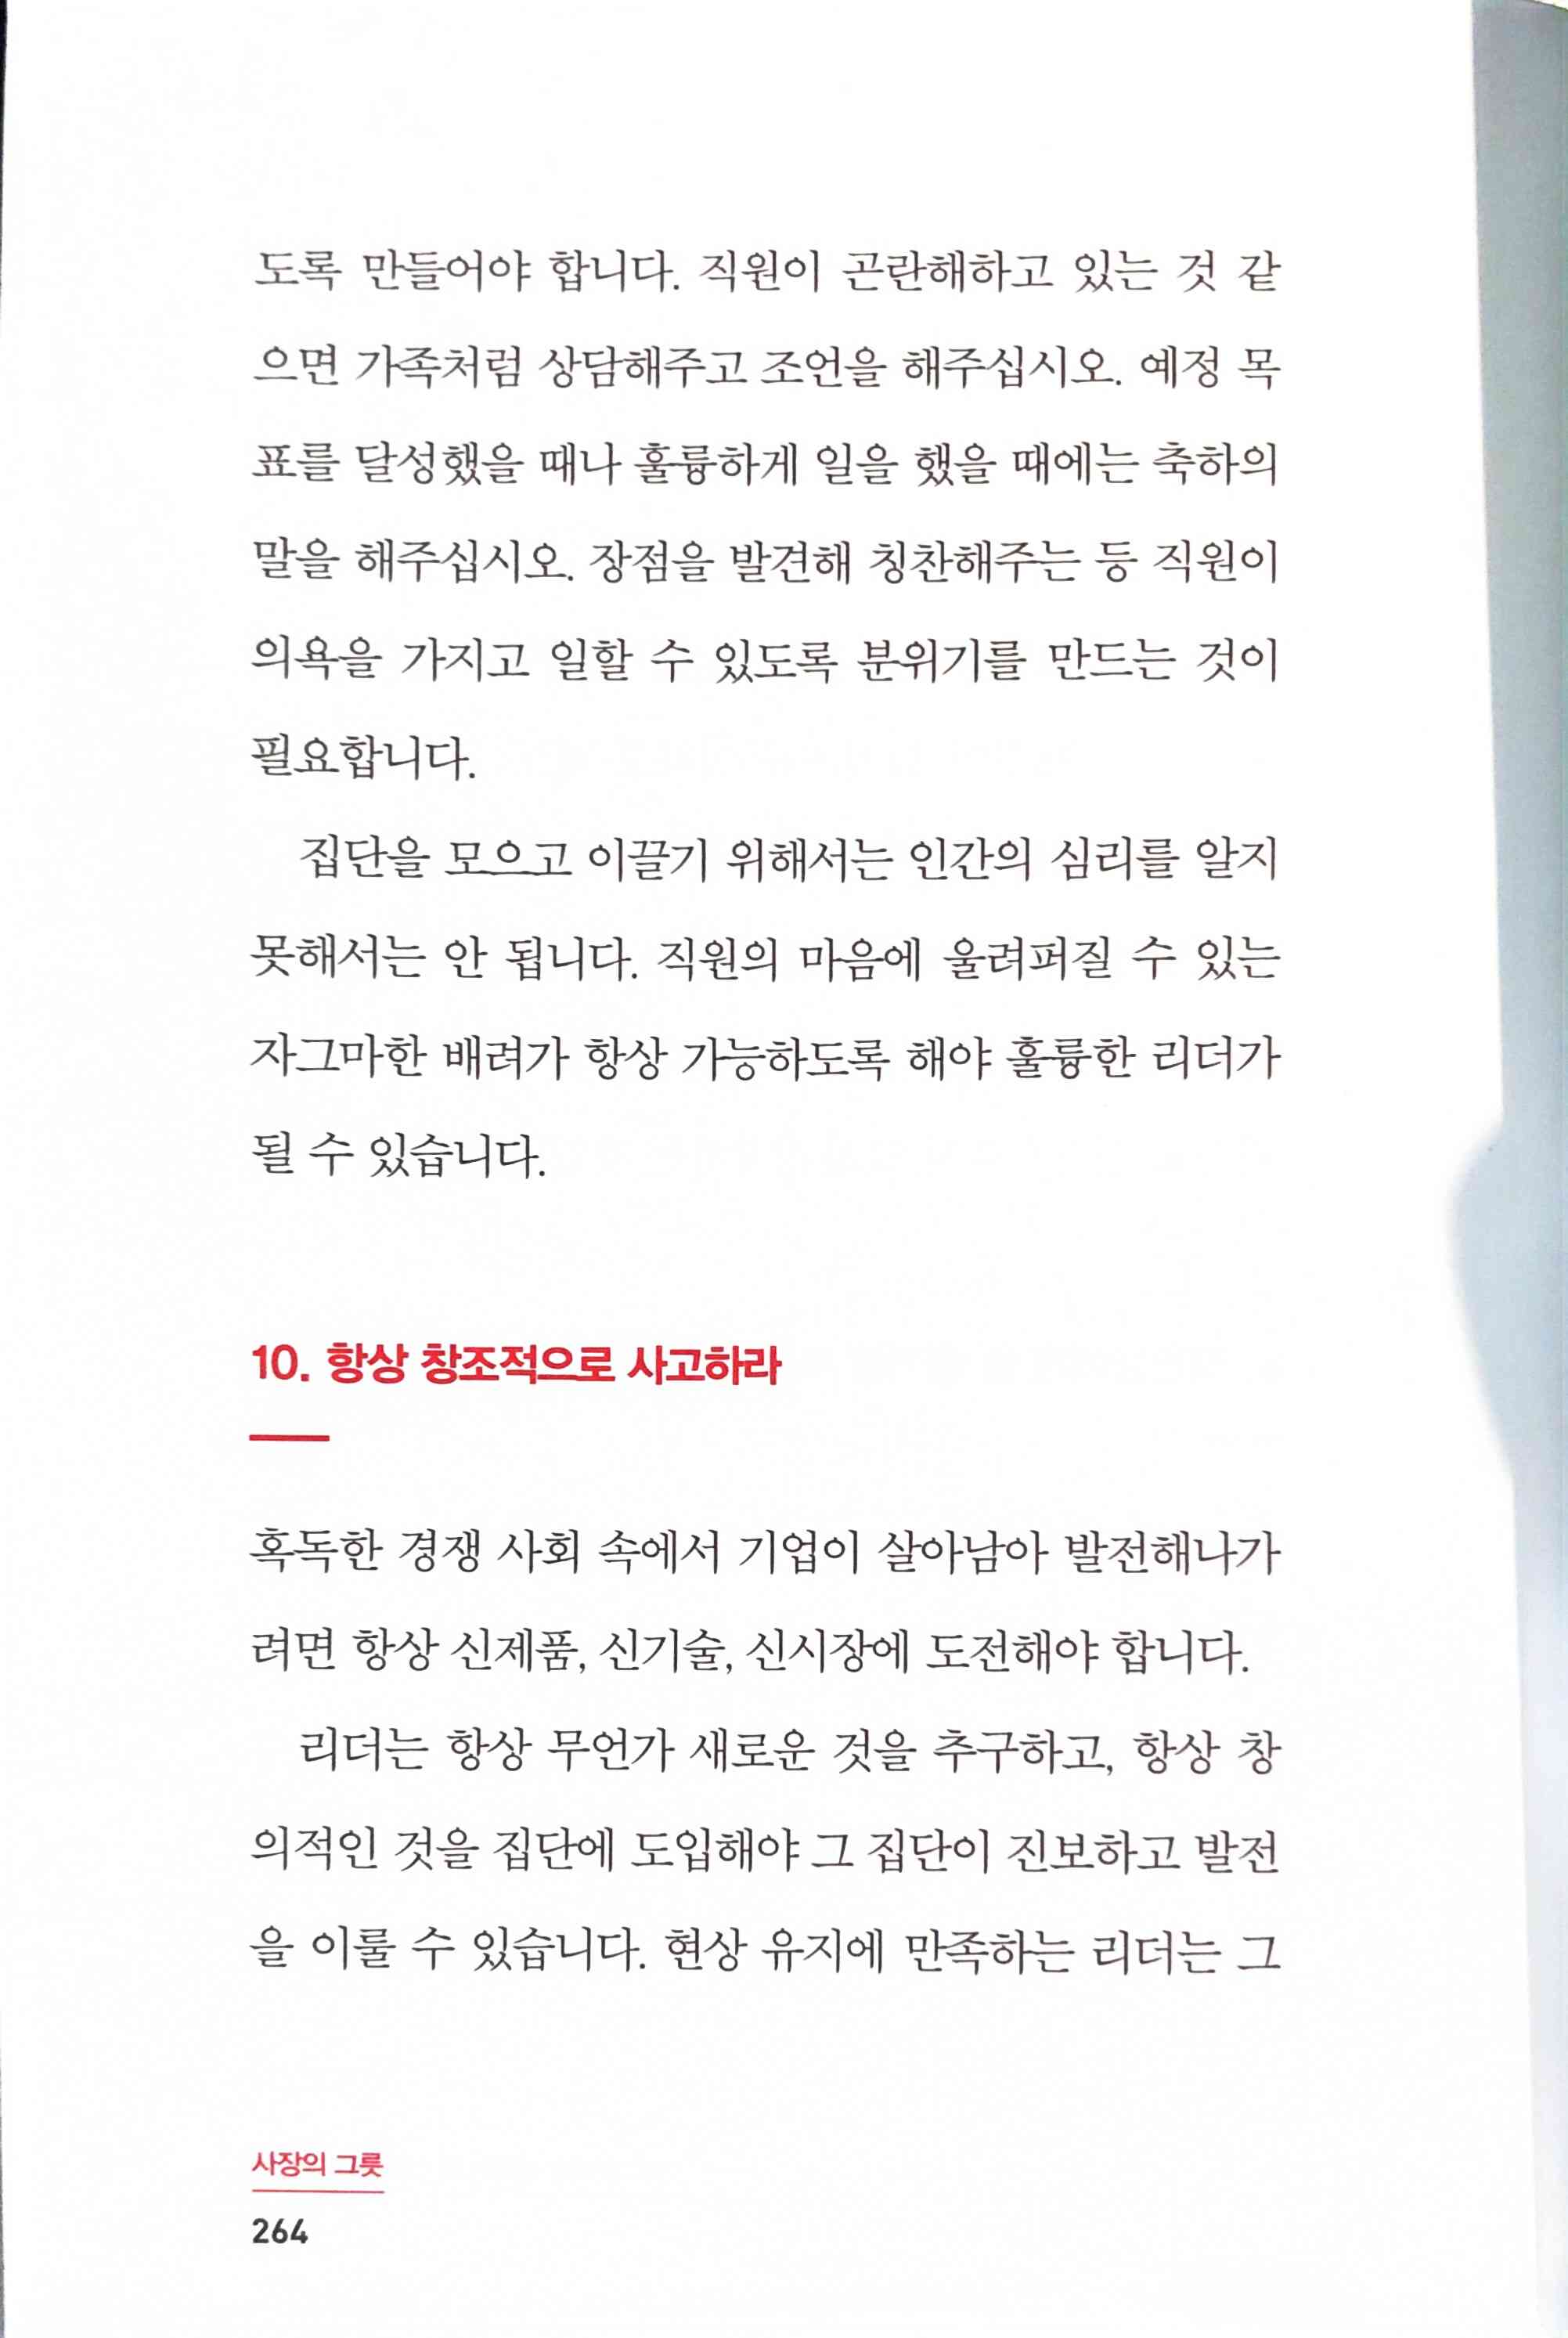 도록 만들어야 합니다. 직원이 곤란해하고 있는 것 같
으면 가족처럼 상담해주고 조언을 해주십시오. 예정 목
표를 달성했을 때나 훌륭하게 일을 했을 때에는 축하의
말을 해주십시오. 장점을 발견해 칭찬해주는 등 직원이
의욕을 가지고 일할 수 있도록 분위기를 만드는 것이
필요합니다.
집단을 모으고 이끌기 위해서는 인간의 심리를 알지
못해서는 안 됩니다. 직원의 마음에 울려퍼질 수 있는
자그마한 배려가 항상 가능하도록 해야 훌륭한 리더가
될 수 있습니다.
10. 항상 창조적으로 사고하라
혹독한 경쟁 사회 속에서 기업이 살아남아 발전해나가
려면 항상 신제품, 신기술, 신시장에 도전해야 합니다.
리더는 항상 무언가 새로운 것을 추구하고, 항상 창
의적인 것을 집단에 도입해야 그 집단이 진보하고 발전
을 이룰 수 있습니다. 현상 유지에 만족하는 리더는 그
사장의 그릇
264